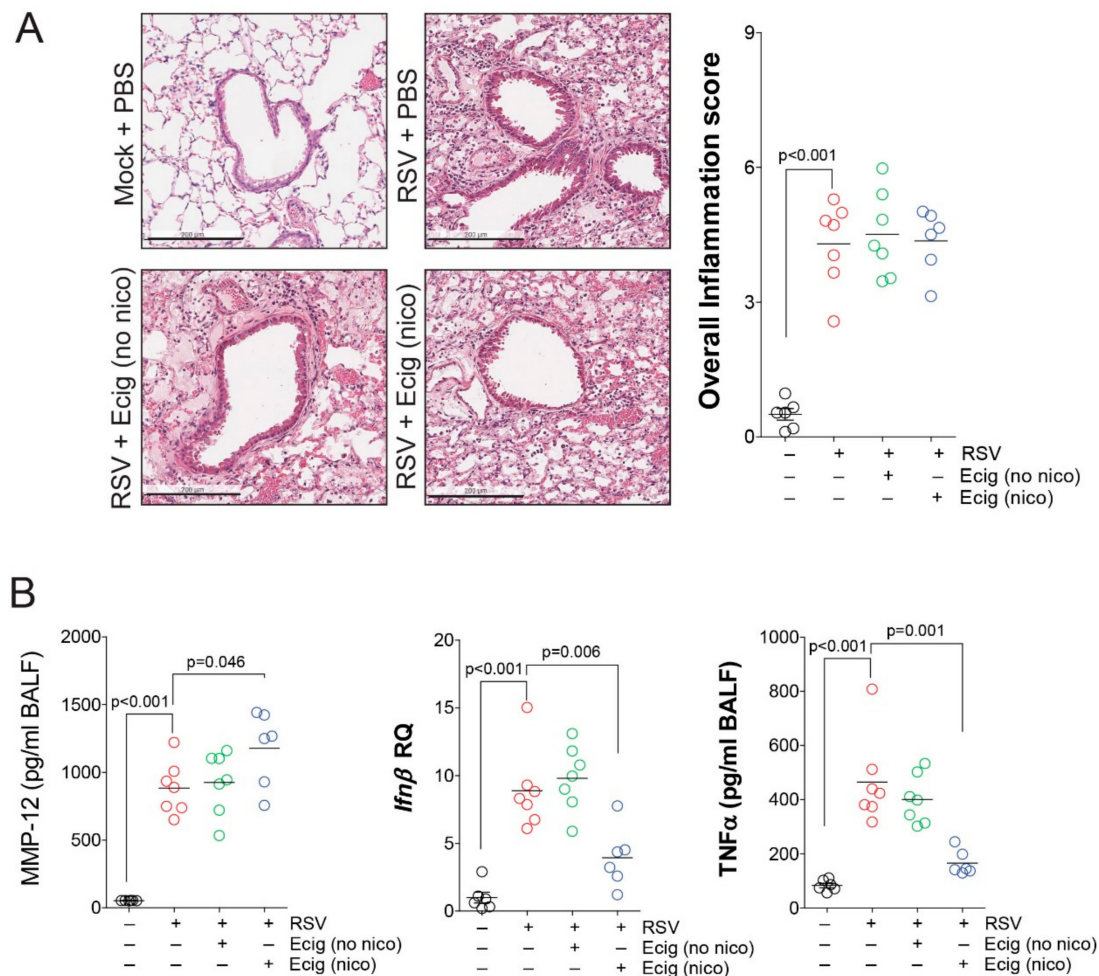 A
Mock + PBS
200 µm
RSV + PBS
200 µm
RSV + Ecig (no nico)
200 µm
RSV + Ecig (nico)
200 µm
Overall Inflammation score
9
6
3
0
p<0.001
– + + + RSV
– – + – Ecig (no nico)
– – – + Ecig (nico)
B
MMP-12 (pg/ml BALF)
2000
1500
1000
500
0
p<0.001
p=0.046
– + + + RSV
– – + – Ecig (no nico)
– – – + Ecig (nico)
Ifnβ RQ
20
15
10
5
0
p<0.001
p=0.006
– + + + RSV
– – + – Ecig (no nico)
– – – + Ecig (nico)
TNFα (pg/ml BALF)
1000
800
600
400
200
0
p<0.001
p=0.001
– + + + RSV
– – + – Ecig (no nico)
– – – + Ecig (nico)